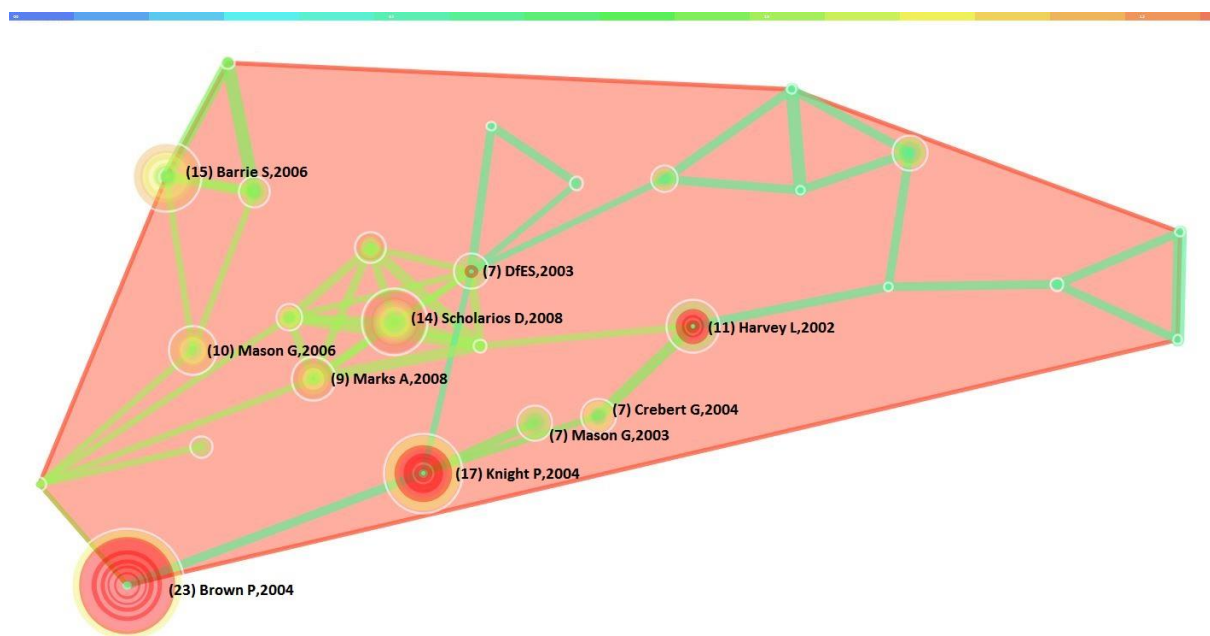 (15) Barrie S,2006
(7) DfES,2003
(14) Scholarios D,2008
(11) Harvey L,2002
(10) Mason G,2006
(9) Marks A,2008
(7) Crebert G,2004
(7) Mason G,2003
(17) Knight P,2004
(23) Brown P,2004